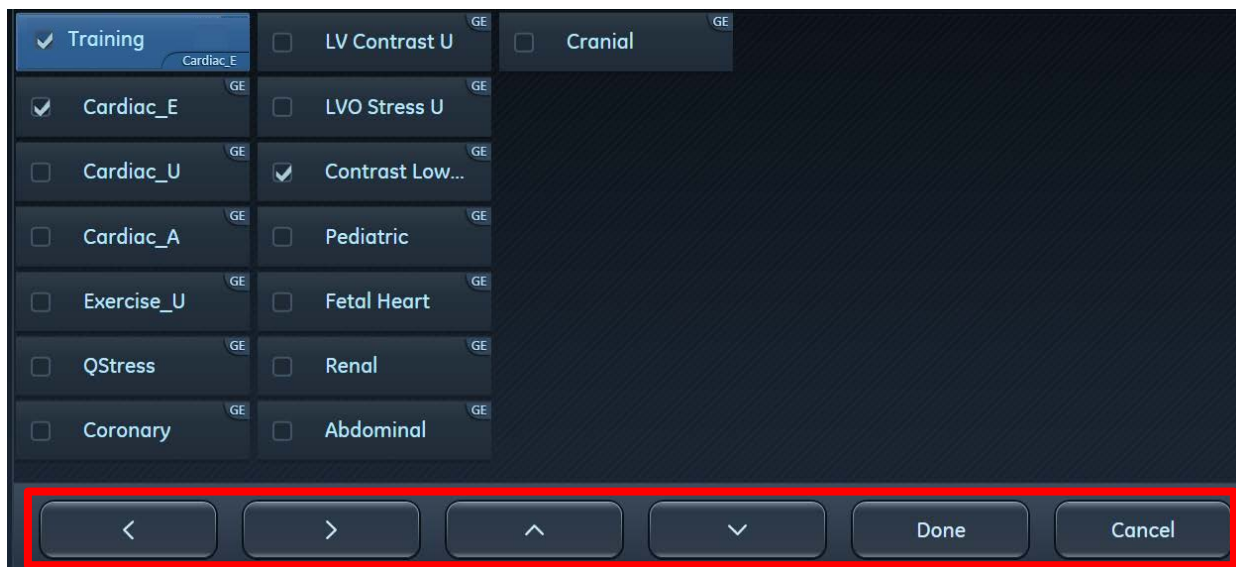 Training
Cardiac_E
LV Contrast U
GE
Cranial
GE
Cardiac_E
GE
LVO Stress U
GE
Cardiac_U
GE
Contrast Low...
GE
Cardiac_A
GE
Pediatric
GE
Exercise_U
GE
Fetal Heart
GE
QStress
GE
Renal
GE
Coronary
GE
Abdominal
GE
Done
Cancel